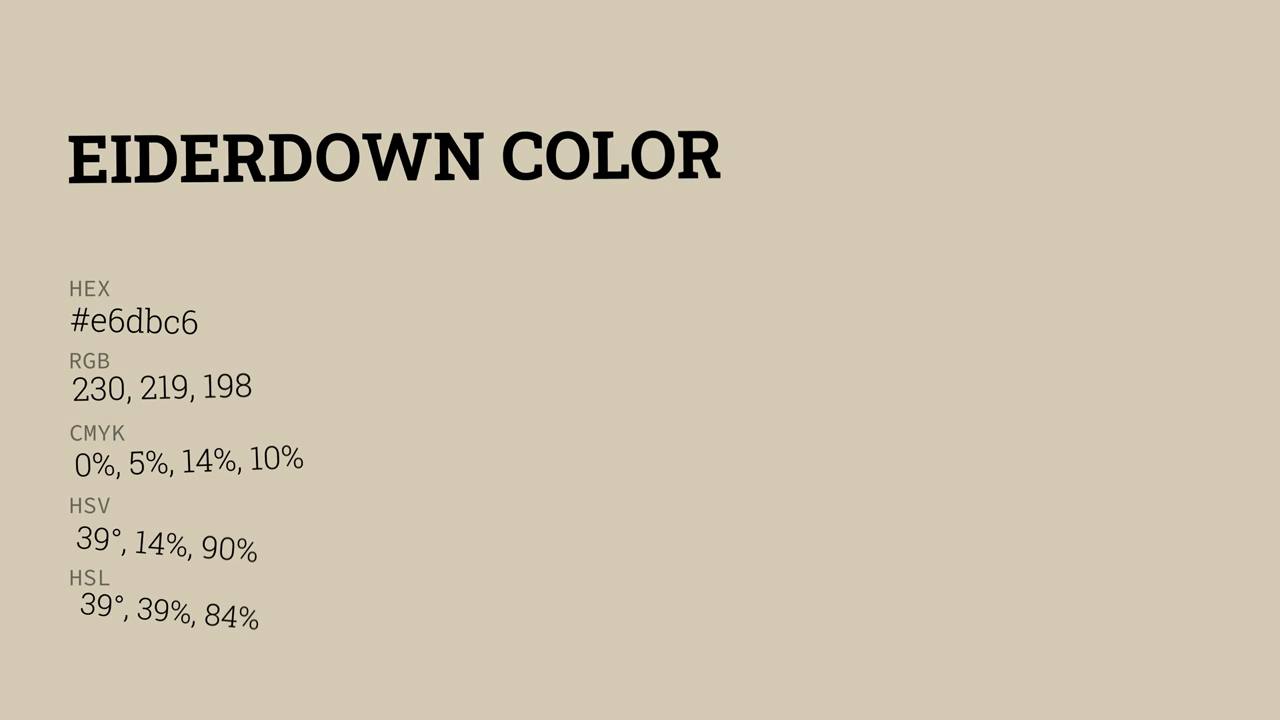 EIDERDOWN COLOR
HEX
#e6dbc6
RGB
230, 219, 198
CMYK
0%, 5%, 14%, 10%
HSV
39°, 14%, 90%
HSL
39°, 39%, 84%